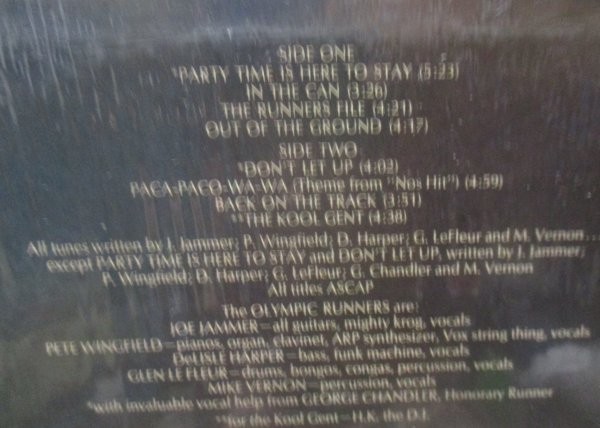 SIDE ONE
*PARTY TIME IS HERE TO STAY (5:23)
IN THE CAN (3:26)
THE RUNNERS FILE (4:21)
OUT OF THE GROUND (4:17)
SIDE TWO
*DON'T LET UP (4:02)
PACA-PACO-WA-WA (Theme from "Nos Hit") (4:59)
BACK ON THE TRACK (3:51)
**THE KOOL GENT (4:38)
All tunes written by J. Jammer; P. Wingfield; D. Harper; G. LeFleur and M. Vernon...
except PARTY TIME IS HERE TO STAY and DON'T LET UP, written by J. Jammer;
P. Wingfield; D. Harper; G. LeFleur; G. Chandler and M. Vernon
All titles ASCAP
The OLYMPIC RUNNERS are:
JOE JAMMER—all guitars, mighty krog, vocals
PETE WINGFIELD—pianos, organ, clavinet, ARP synthesizer, Vox string thing, vocals
DeLISLE HARPER—bass, funk machine, vocals
GLEN LE FLEUR—drums, bongos, congas, percussion, vocals
MIKE VERNON—percussion, vocals
*with invaluable vocal help from GEORGE CHANDLER, Honorary Runner
**for the Kool Gent—H.K. the D.J.